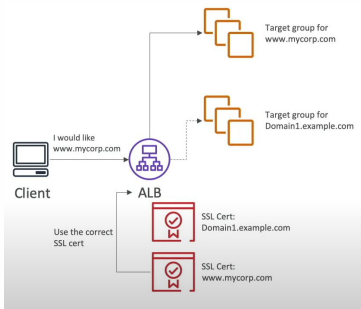 Target group for
www.mycorp.com
Target group for
Domain1.example.com
I would like
www.mycorp.com
Client
ALB
Use the correct
SSL cert
SSL Cert:
Domain1.example.com
SSL Cert:
www.mycorp.com